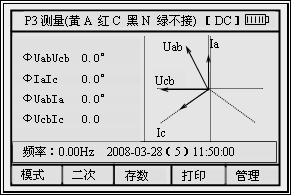 P3 测量(黄 A 红 C 黑 N 绿不接) [ DC ]
ΦUabUcb 0.0°
ΦIaIc 0.0°
ΦUabIa 0.0°
ΦUcbIc 0.0
Uab
Ia
Ucb
Ic
频率：0.00Hz 2008-03-28 ( 5 ) 11:50:00
模式 二次 存数 打印 管理